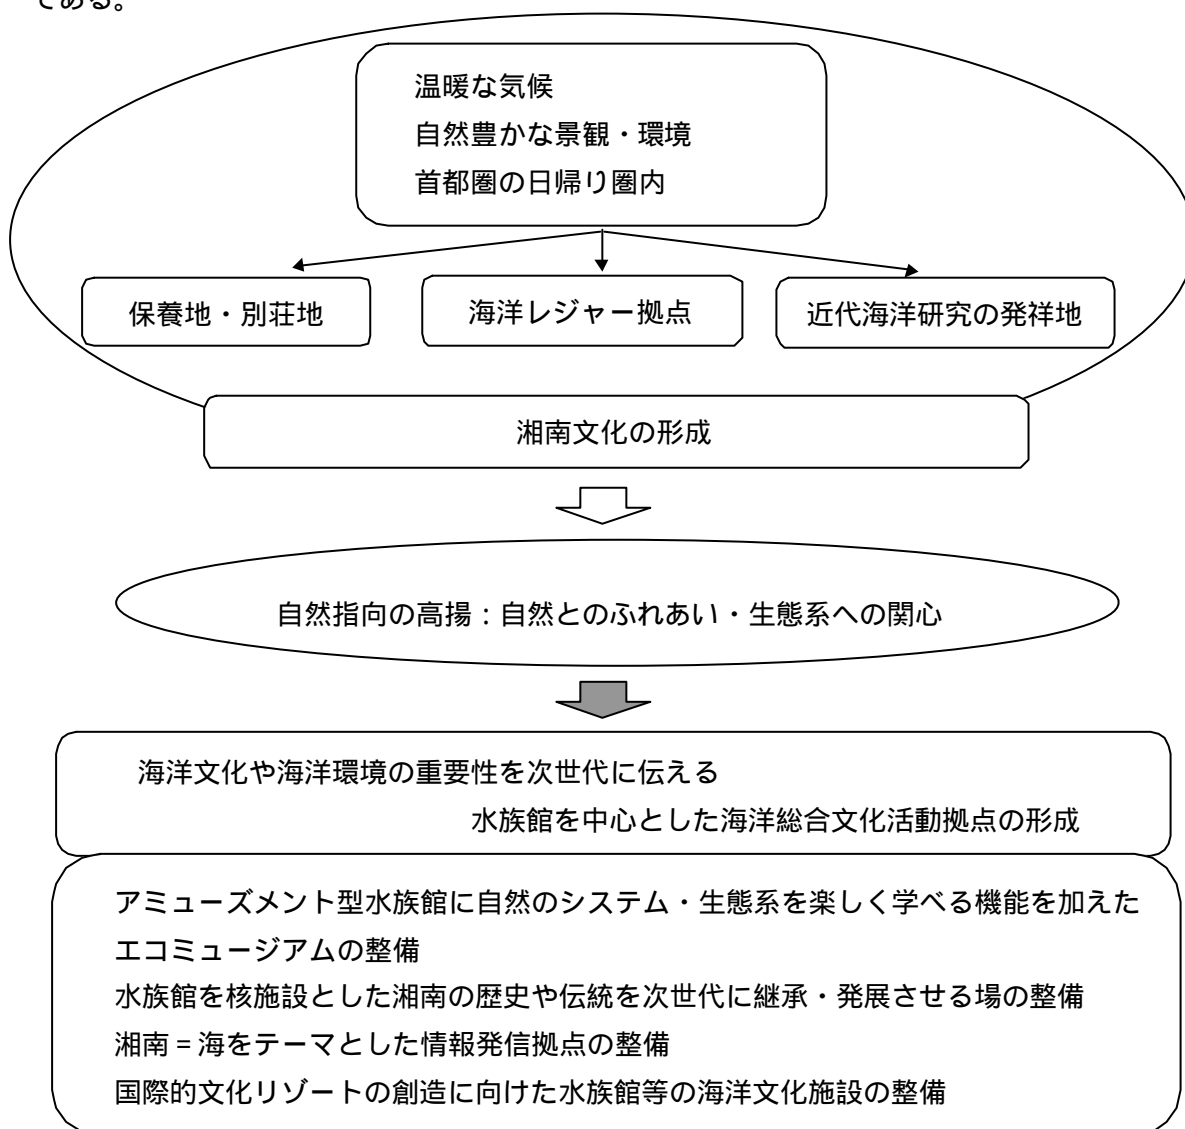 である。
温暖な気候
自然豊かな景観・環境
首都圏の日帰り圏内
保養地・別荘地
海洋レジャー拠点
近代海洋研究の発祥地
湘南文化の形成
自然指向の高揚：自然とのふれあい・生態系への関心
海洋文化や海洋環境の重要性を次世代に伝える
水族館を中心とした海洋総合文化活動拠点の形成
アミューズメント型水族館に自然のシステム・生態系を楽しく学べる機能を加えた
エコミュージアムの整備
水族館を核施設とした湘南の歴史や伝統を次世代に継承・発展させる場の整備
湘南＝海をテーマとした情報発信拠点の整備
国際的文化リゾートの創造に向けた水族館等の海洋文化施設の整備